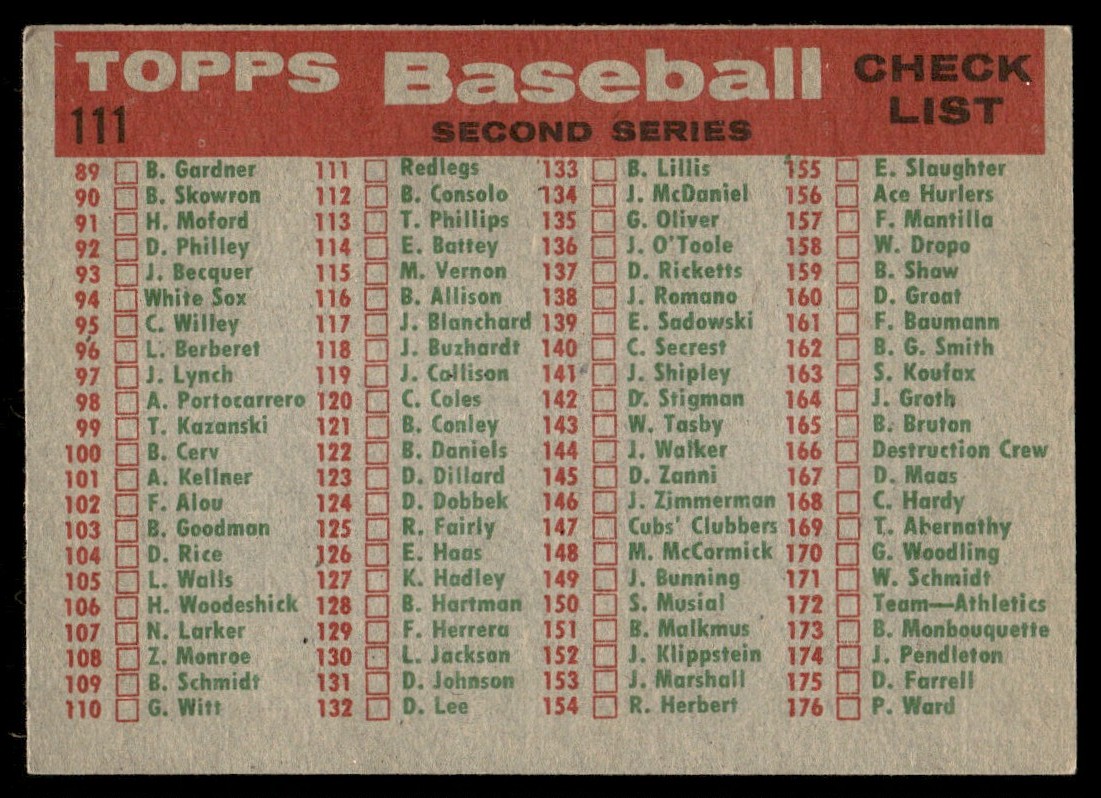 TOPPS Baseball CHECK LIST
111 SECOND SERIES
89 B. Gardner
90 B. Skowron
91 H. Moford
92 D. Philley
93 J. Becquer
94 White Sox
95 C. Willey
96 L. Berberet
97 J. Lynch
98 A. Portocarrero
99 T. Kazanski
100 B. Cerv
101 A. Kellner
102 F. Alou
103 B. Goodman
104 D. Rice
105 L. Walls
106 H. Woodeshick
107 N. Larker
108 Z. Monroe
109 B. Schmidt
110 G. Witt
111 Redlegs
112 B. Consolo
113 T. Phillips
114 E. Battey
115 M. Vernon
116 B. Allison
117 J. Blanchard
118 J. Buzhardt
119 J. Callison
120 C. Coles
121 B. Conley
122 B. Daniels
123 D. Dillard
124 D. Dobbek
125 R. Fairly
126 E. Haas
127 K. Hadley
128 B. Hartman
129 F. Herrera
130 L. Jackson
131 D. Johnson
132 D. Lee
133 B. Lillis
134 J. McDaniel
135 G. Oliver
136 J. O'Toole
137 D. Ricketts
138 J. Romano
139 E. Sadowski
140 C. Secrest
141 J. Shipley
142 D. Stigman
143 W. Tasby
144 J. Walker
145 D. Zanni
146 J. Zimmerman
147 Cubs' Clubbers
148 M. McCormick
149 J. Bunning
150 S. Musial
151 B. Malkmus
152 J. Klippstein
153 J. Marshall
154 R. Herbert
155 E. Slaughter
156 Ace Hurlers
157 F. Mantilla
158 W. Dropo
159 B. Shaw
160 D. Groat
161 F. Baumann
162 B. G. Smith
163 S. Koufax
164 J. Groth
165 B. Bruton
166 Destruction Crew
167 D. Maas
168 C. Hardy
169 T. Abernathy
170 G. Woodling
171 W. Schmidt
172 Team—Athletics
173 B. Monbouquette
174 J. Pendleton
175 D. Farrell
176 P. Ward